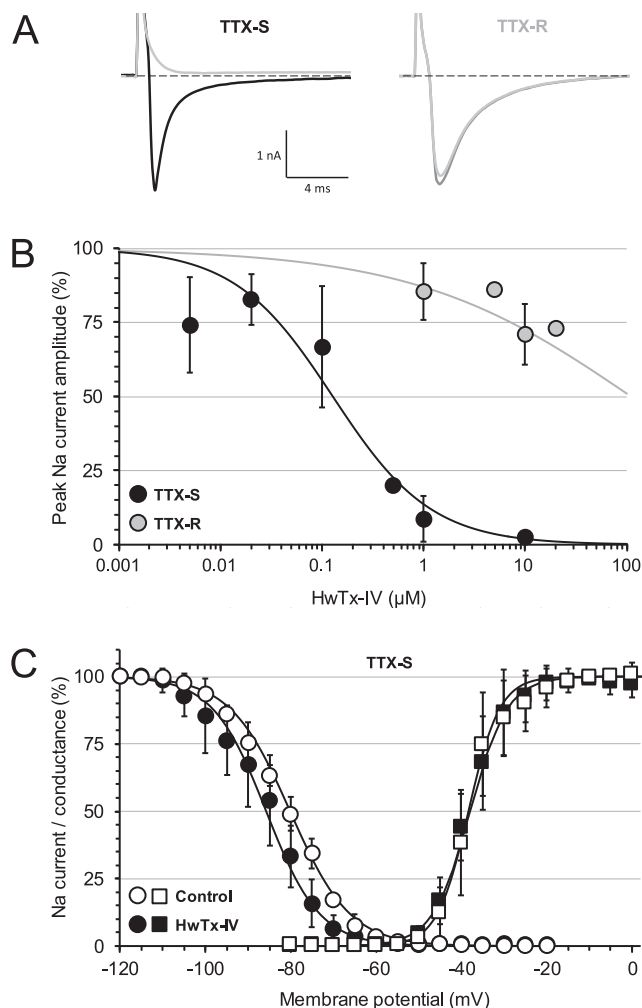 A
TTX-S
TTX-R
1 nA
4 ms
B
Peak Na current amplitude (%)
100
75
50
25
0
TTX-S
TTX-R
0.001 0.01 0.1 1 10 100
HwTx-IV (µM)
C
TTX-S
Na current / conductance (%)
100
75
50
25
0
Control
HwTx-IV
-120 -100 -80 -60 -40 -20 0
Membrane potential (mV)